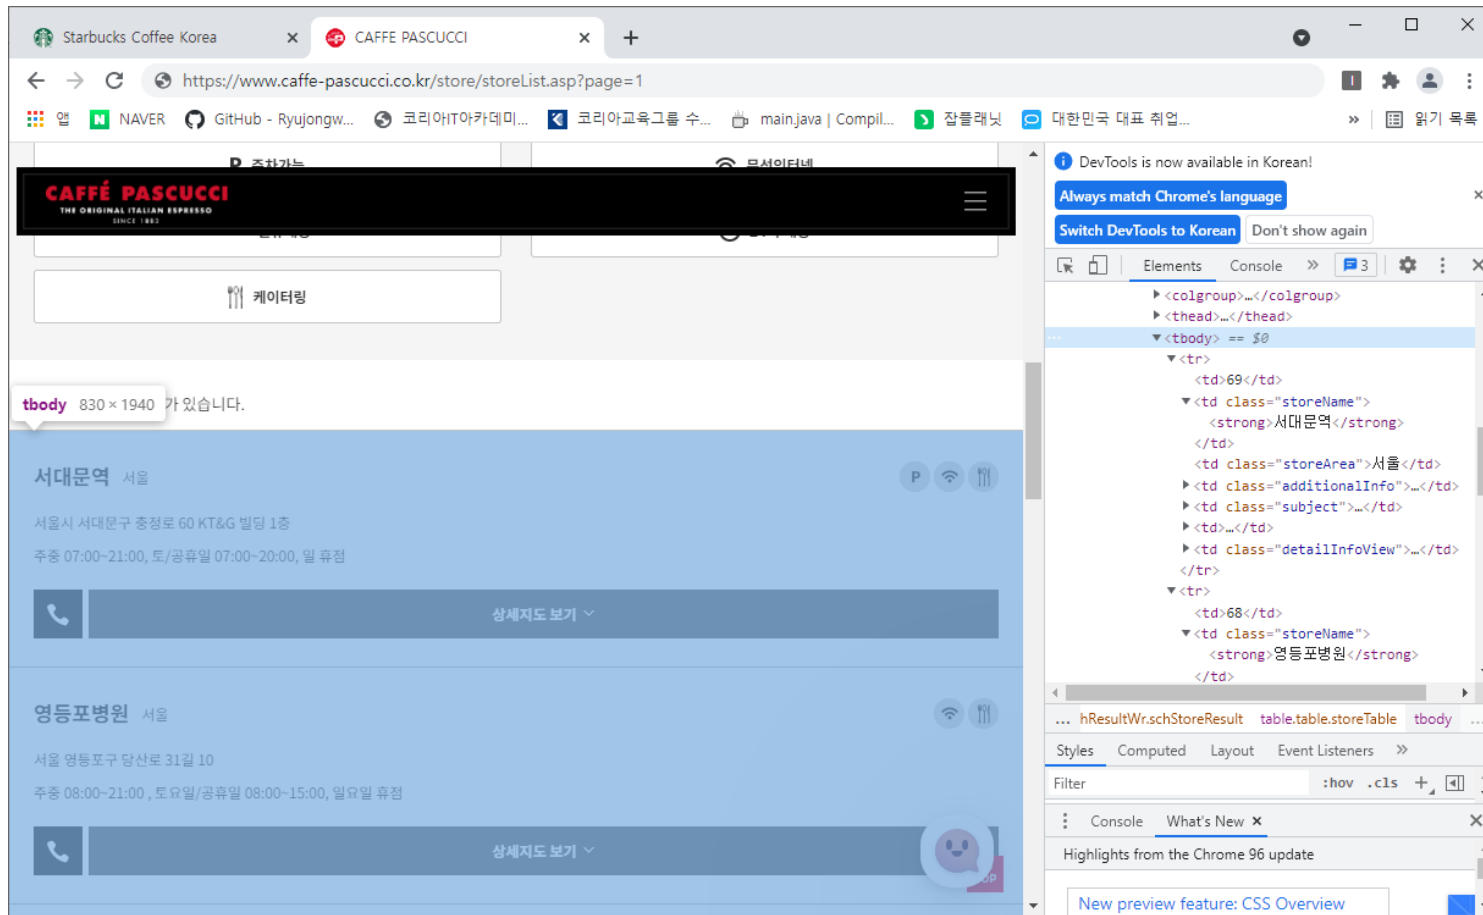 Starbucks Coffee Korea
CAFFE PASCUCCI
https://www.caffe-pascucci.co.kr/store/storeList.asp?page=1
앱 NAVER GitHub - Ryujongw... 코리아IT아카데미... 코리아교육그룹 수... main.java | Compil... 잡플래닛 대한민국 대표 취업... » 읽기 목록
P 주차가능 무선인터넷
CAFFÉ PASCUCCI
THE ORIGINAL ITALIAN ESPRESSO
SINCE 1883
케이터링
tbody 830 × 1940 가 있습니다.
서대문역 서울 P
서울시 서대문구 충정로 60 KT&G 빌딩 1층
주중 07:00~21:00, 토/공휴일 07:00~20:00, 일 휴점
상세지도 보기
영등포병원 서울
서울 영등포구 당산로 31길 10
주중 08:00~21:00 , 토요일/공휴일 08:00~15:00, 일요일 휴점
상세지도 보기
DevTools is now available in Korean!
Always match Chrome's language
Switch DevTools to Korean Don't show again
Elements Console » 3
<colgroup>…</colgroup>
<thead>…</thead>
<tbody> == $0
<tr>
<td>69</td>
<td class="storeName">
<strong>서대문역</strong>
</td>
<td class="storeArea">서울</td>
<td class="additionalInfo">…</td>
<td class="subject">…</td>
<td>…</td>
<td class="detailInfoView">…</td>
</tr>
<tr>
<td>68</td>
<td class="storeName">
<strong>영등포병원</strong>
</td>
... hResultWr.schStoreResult table.table.storeTable tbody ...
Styles Computed Layout Event Listeners »
Filter :hov .cls +
Console What's New
Highlights from the Chrome 96 update
New preview feature: CSS Overview